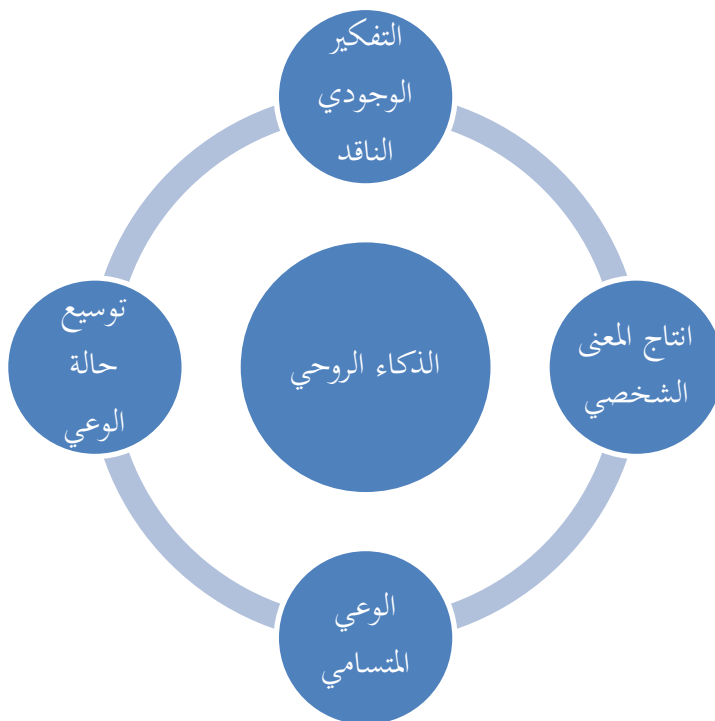 التفكير
الوجودي
الناقد
انتاج المعنى
الشخصي
الذكاء الروحي
توسيع
حالة
الوعي
الوعي
المتسامي